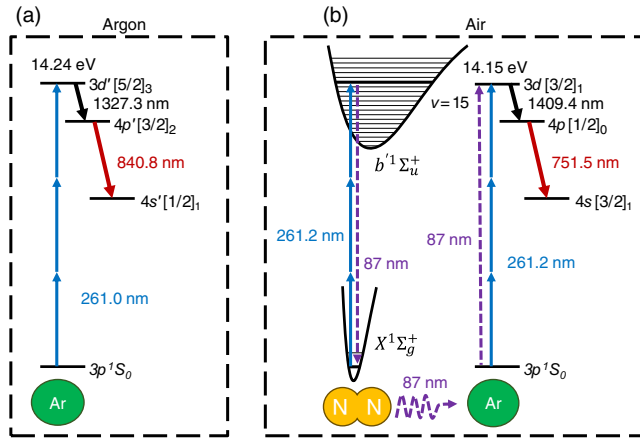 (a)
Argon
14.24 eV
3d′[5/2]₃
1327.3 nm
4p′[3/2]₂
840.8 nm
4s′[1/2]₁
261.0 nm
3p¹S₀
Ar
(b)
Air
14.15 eV
3d[3/2]₁
1409.4 nm
v=15
4p[1/2]₀
b′¹Σᵤ⁺
751.5 nm
4s[3/2]₁
261.2 nm
87 nm
261.2 nm
X¹Σg⁺
3p¹S₀
87 nm
N
N
Ar